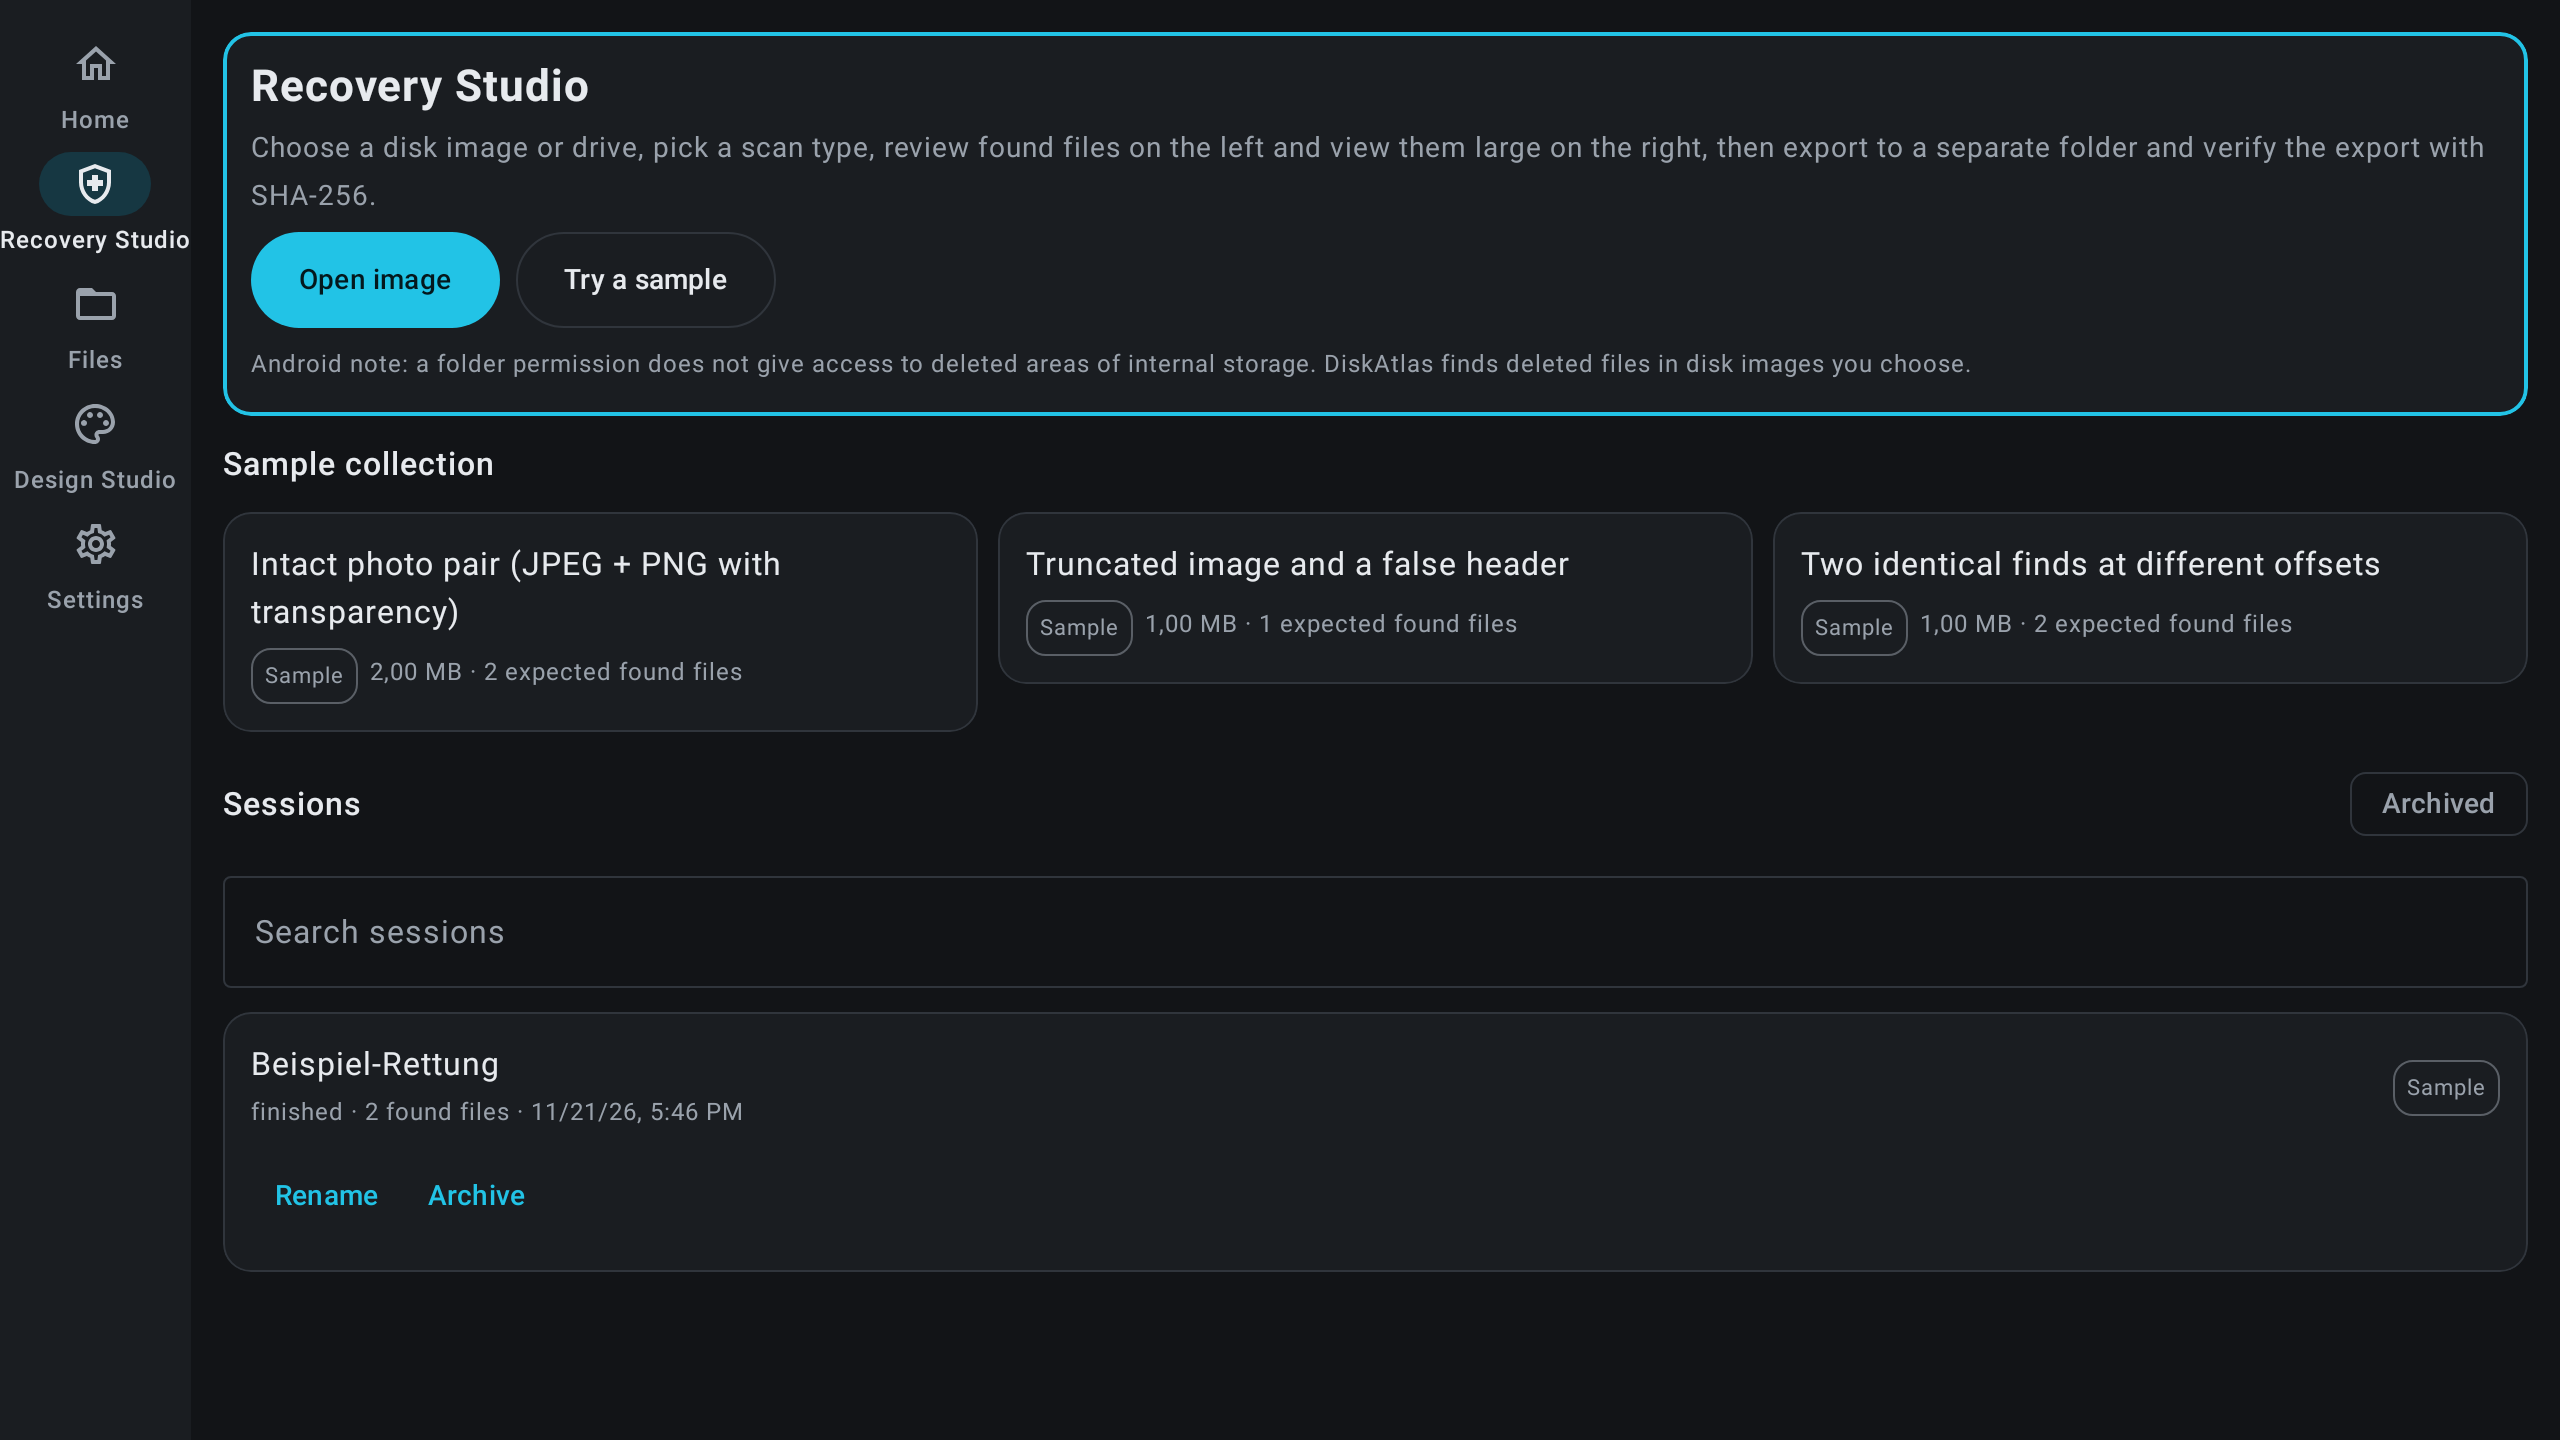 Home
Recovery Studio
Files
Design Studio
Settings
Recovery Studio
Choose a disk image or drive, pick a scan type, review found files on the left and view them large on the right, then export to a separate folder and verify the export with
SHA-256.
Open image
Try a sample
Android note: a folder permission does not give access to deleted areas of internal storage. DiskAtlas finds deleted files in disk images you choose.
Sample collection
Intact photo pair (JPEG + PNG with
transparency)
Sample 2,00 MB · 2 expected found files
Truncated image and a false header
Sample 1,00 MB · 1 expected found files
Two identical finds at different offsets
Sample 1,00 MB · 2 expected found files
Sessions
Archived
Search sessions
Beispiel-Rettung
finished · 2 found files · 11/21/26, 5:46 PM
Sample
Rename
Archive